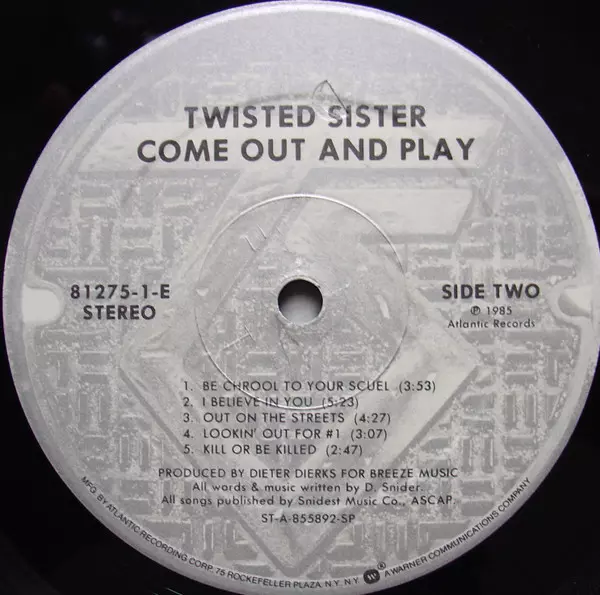 TWISTED SISTER
COME OUT AND PLAY
81275-1-E
STEREO
SIDE TWO
℗ 1985
Atlantic Records
1. BE CHROOL TO YOUR SCUEL (3:53)
2. I BELIEVE IN YOU (5:23)
3. OUT ON THE STREETS (4:27)
4. LOOKIN' OUT FOR #1 (3:07)
5. KILL OR BE KILLED (2:47)
PRODUCED BY DIETER DIERKS FOR BREEZE MUSIC
All words & music written by D. Snider.
All songs published by Snidest Music Co., ASCAP.
ST-A-855892-SP
MFG. BY ATLANTIC RECORDING CORP. 75 ROCKEFELLER PLAZA, N.Y. N.Y. ® A WARNER COMMUNICATIONS COMPANY